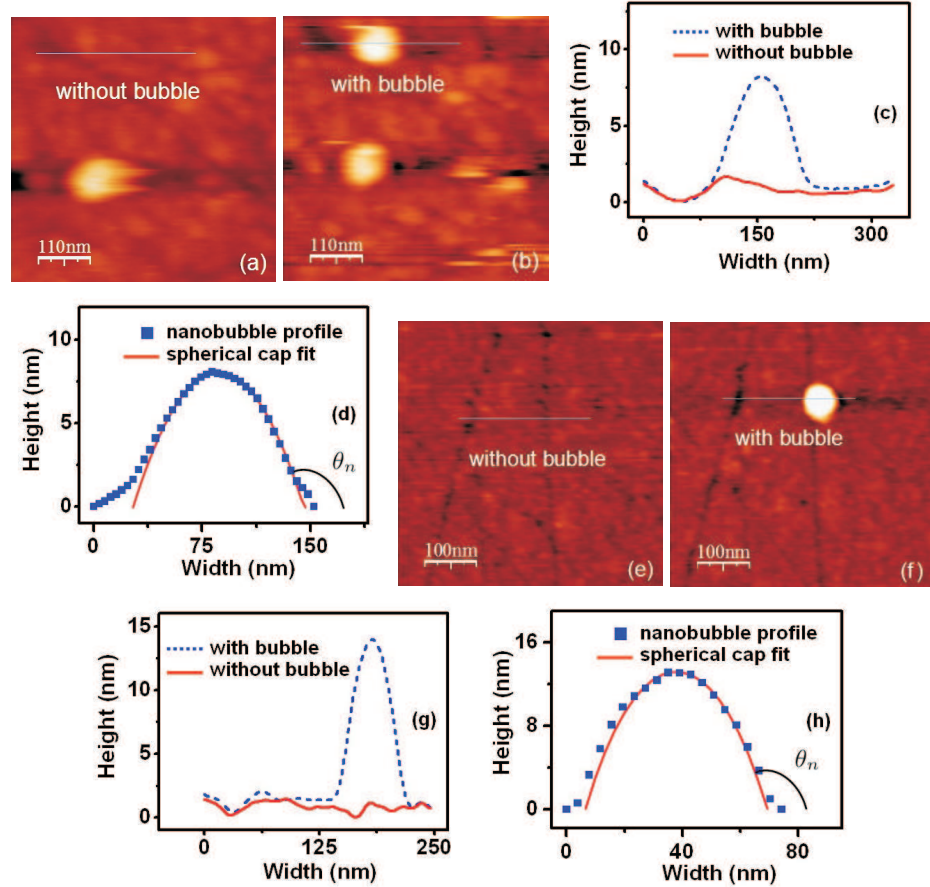 without bubble
110nm
(a)
with bubble
110nm
(b)
10
5
0
Height (nm)
with bubble
without bubble
(c)
0
150
300
Width (nm)
10
5
0
Height (nm)
nanobubble profile
spherical cap fit
(d)
θn
0
75
150
Width (nm)
without bubble
100nm
(e)
with bubble
100nm
(f)
15
10
5
0
Height (nm)
with bubble
without bubble
(g)
0
125
250
Width (nm)
16
8
0
Height (nm)
nanobubble profile
spherical cap fit
(h)
θn
0
40
80
Width (nm)